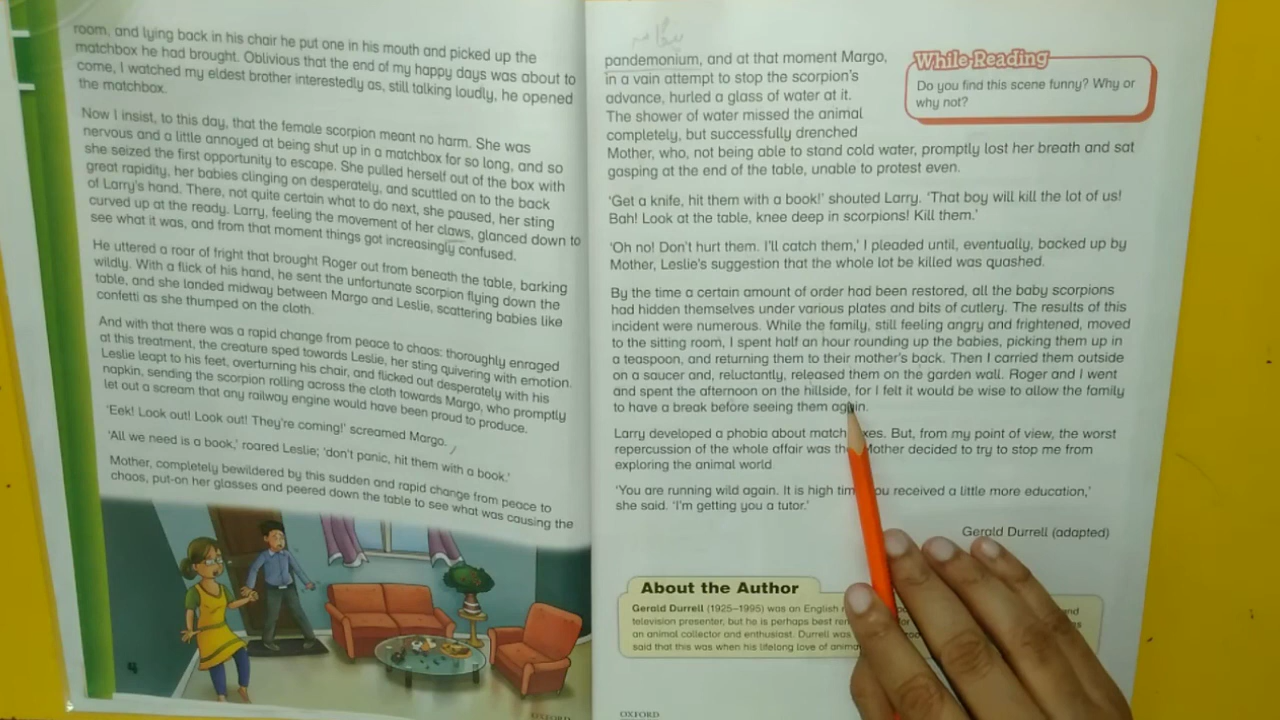 room, and lying back in his chair he put one in his mouth and picked up the
matchbox he had brought. Oblivious that the end of my happy days was about to
come, I watched my eldest brother interestedly as, still talking loudly, he opened
the matchbox.
Now I insist, to this day, that the female scorpion meant no harm. She was
nervous and a little annoyed at being shut up in a matchbox for so long, and so
she seized the first opportunity to escape. She pulled herself out of the box with
great rapidity, her babies clinging on desperately, and scuttled on to the back
of Larry's hand. There, not quite certain what to do next, she paused, her sting
curved up at the ready. Larry, feeling the movement of her claws, glanced down to
see what it was, and from that moment things got increasingly confused.
He uttered a roar of fright that brought Roger out from beneath the table, barking
wildly. With a flick of his hand, he sent the unfortunate scorpion flying down the
table, and she landed midway between Margo and Leslie, scattering babies like
confetti as she thumped on the cloth.
And with that there was a rapid change from peace to chaos: thoroughly enraged
at this treatment, the creature sped towards Leslie, her sting quivering with emotion.
Leslie leapt to his feet, overturning his chair, and flicked out desperately with his
napkin, sending the scorpion rolling across the cloth towards Margo, who promptly
let out a scream that any railway engine would have been proud to produce.
'Eek! Look out! Look out! They're coming!' screamed Margo.
'All we need is a book,' roared Leslie; 'don't panic, hit them with a book.'
Mother, completely bewildered by this sudden and rapid change from peace to
chaos, put-on her glasses and peered down the table to see what was causing the
4
OXFORD
pandemonium, and at that moment Margo,
in a vain attempt to stop the scorpion's
advance, hurled a glass of water at it.
The shower of water missed the animal
completely, but successfully drenched
Mother, who, not being able to stand cold water, promptly lost her breath and sat
gasping at the end of the table, unable to protest even.
While Reading
Do you find this scene funny? Why or
why not?
'Get a knife, hit them with a book!' shouted Larry. 'That boy will kill the lot of us!
Bah! Look at the table, knee deep in scorpions! Kill them.'
'Oh no! Don't hurt them. I'll catch them,' I pleaded until, eventually, backed up by
Mother, Leslie's suggestion that the whole lot be killed was quashed.
By the time a certain amount of order had been restored, all the baby scorpions
had hidden themselves under various plates and bits of cutlery. The results of this
incident were numerous. While the family, still feeling angry and frightened, moved
to the sitting room, I spent half an hour rounding up the babies, picking them up in
a teaspoon, and returning them to their mother's back. Then I carried them outside
on a saucer and, reluctantly, released them on the garden wall. Roger and I went
and spent the afternoon on the hillside, for I felt it would be wise to allow the family
to have a break before seeing them again.
Larry developed a phobia about matchboxes. But, from my point of view, the worst
repercussion of the whole affair was that Mother decided to try to stop me from
exploring the animal world
'You are running wild again. It is high time you received a little more education,'
she said. 'I'm getting you a tutor.'
Gerald Durrell (adapted)
About the Author
Gerald Durrell (1925–1995) was an English
television presenter, but he is perhaps best
an animal collector and enthusiast. Durrell was
said that this was when his lifelong love of
OXFORD